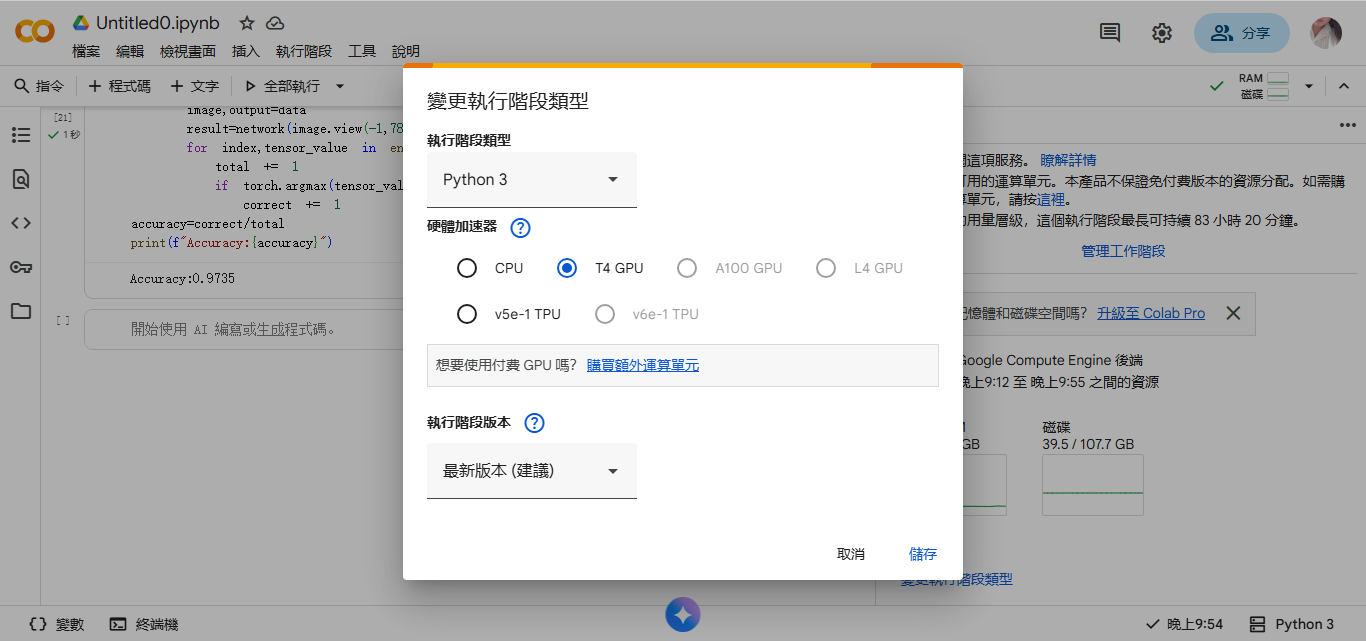 Untitled0.ipynb
檔案 編輯 檢視畫面 插入 執行階段 工具 說明
分享
指令 + 程式碼 + 文字 全部執行
RAM
磁碟
[21]
1 秒
image,output=data
result=network(image.view(-1,78
for index,tensor_value in en
total += 1
if torch.argmax(tensor_val
correct += 1
accuracy=correct/total
print(f"Accuracy:{accuracy}")
Accuracy:0.9735
[ ]
開始使用 AI 編寫或生成程式碼。
變更執行階段類型
執行階段類型
Python 3
硬體加速器 ?
CPU T4 GPU A100 GPU L4 GPU
v5e-1 TPU v6e-1 TPU
想要使用付費 GPU 嗎? 購買額外運算單元
執行階段版本 ?
最新版本 (建議)
取消 儲存
這項服務。 瞭解詳情
用的運算單元。本產品不保證免付費版本的資源分配。如需購
單元，請按這裡。
用量層級，這個執行階段最長可持續 83 小時 20 分鐘。
管理工作階段
憶體和磁碟空間嗎? 升級至 Colab Pro
Google Compute Engine 後端
晚上9:12 至 晚上9:55 之間的資源
磁碟
GB
39.5 / 107.7 GB
變更執行階段類型
變數 終端機
晚上9:54 Python 3